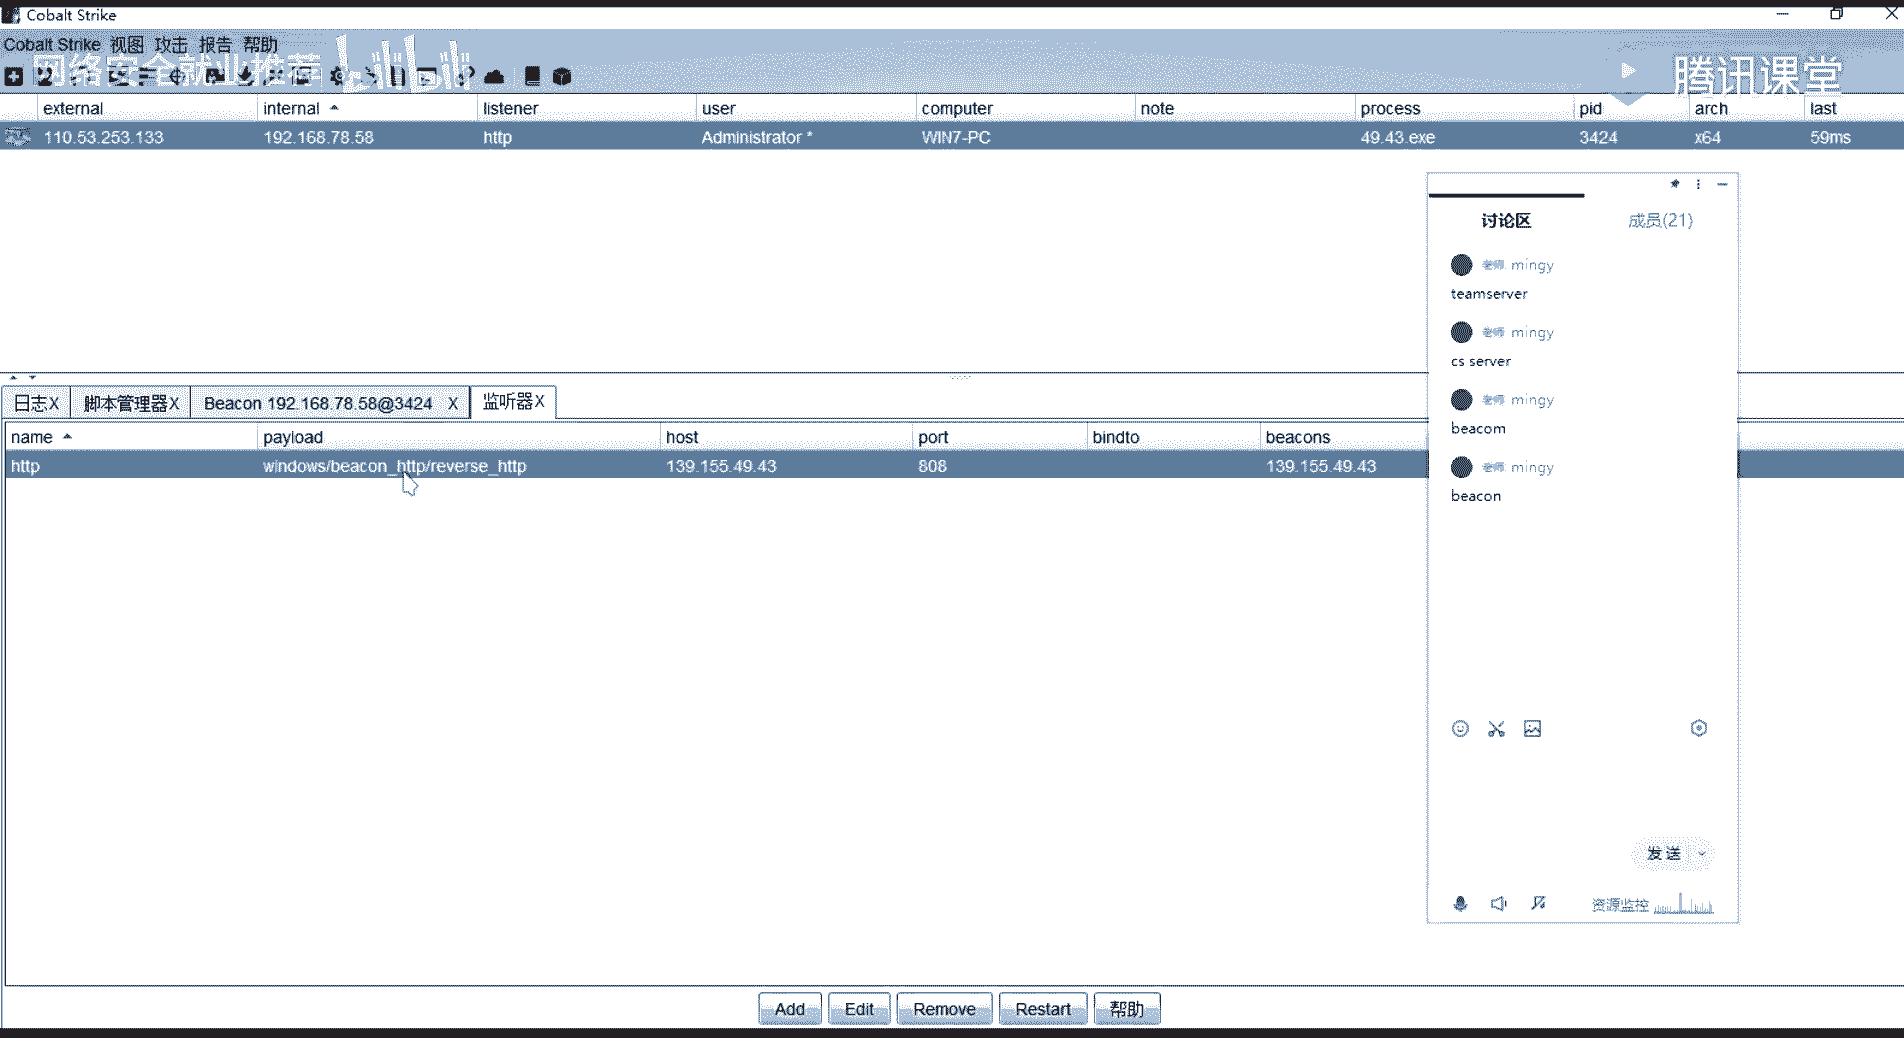 Cobalt Strike
Cobalt Strike 视图 攻击 报告 帮助
网络安全就业推荐 bilibili
腾讯课堂
external internal listener user computer note process pid arch last
110.53.253.133 192.168.78.58 http Administrator * WIN7-PC 49.43.exe 3424 x64 59ms
日志X 脚本管理器X Beacon 192.168.78.58@3424 X 监听器X
name payload host port bindto beacons
http windows/beacon_http/reverse_http 139.155.49.43 808 139.155.49.43
讨论区 成员(21)
老师 mingy
teamserver
老师 mingy
cs server
老师 mingy
beacom
老师 mingy
beacon
发送
资源监控
Add Edit Remove Restart 帮助